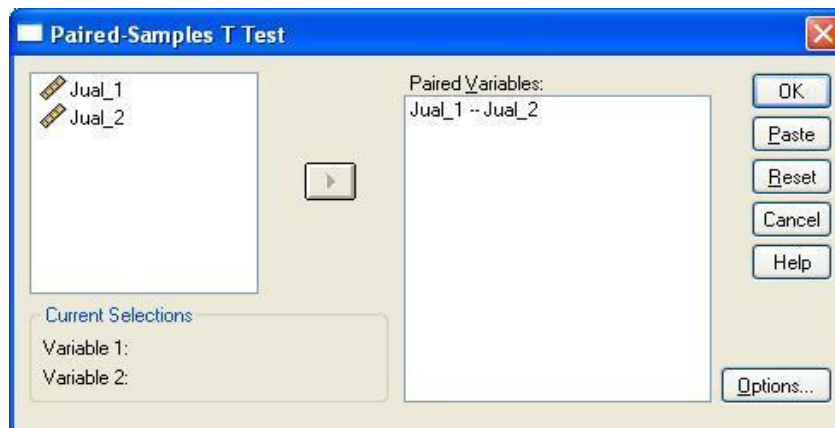 Paired-Samples T Test
Jual_1
Jual_2
Current Selections
Variable 1:
Variable 2:
Paired Variables:
Jual_1 -- Jual_2
OK
Paste
Reset
Cancel
Help
Options...